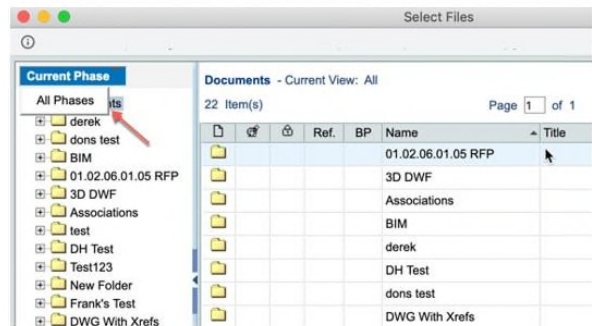 Select Files
Current Phase
All Phases
derek
dons test
BIM
01.02.06.01.05 RFP
3D DWF
Associations
test
DH Test
Test123
New Folder
Frank's Test
DWG With Xrefs
Documents - Current View: All
22 Item(s)
Page 1 of 1
Ref. BP Name Title
01.02.06.01.05 RFP
3D DWF
Associations
BIM
derek
DH Test
dons test
DWG With Xrefs